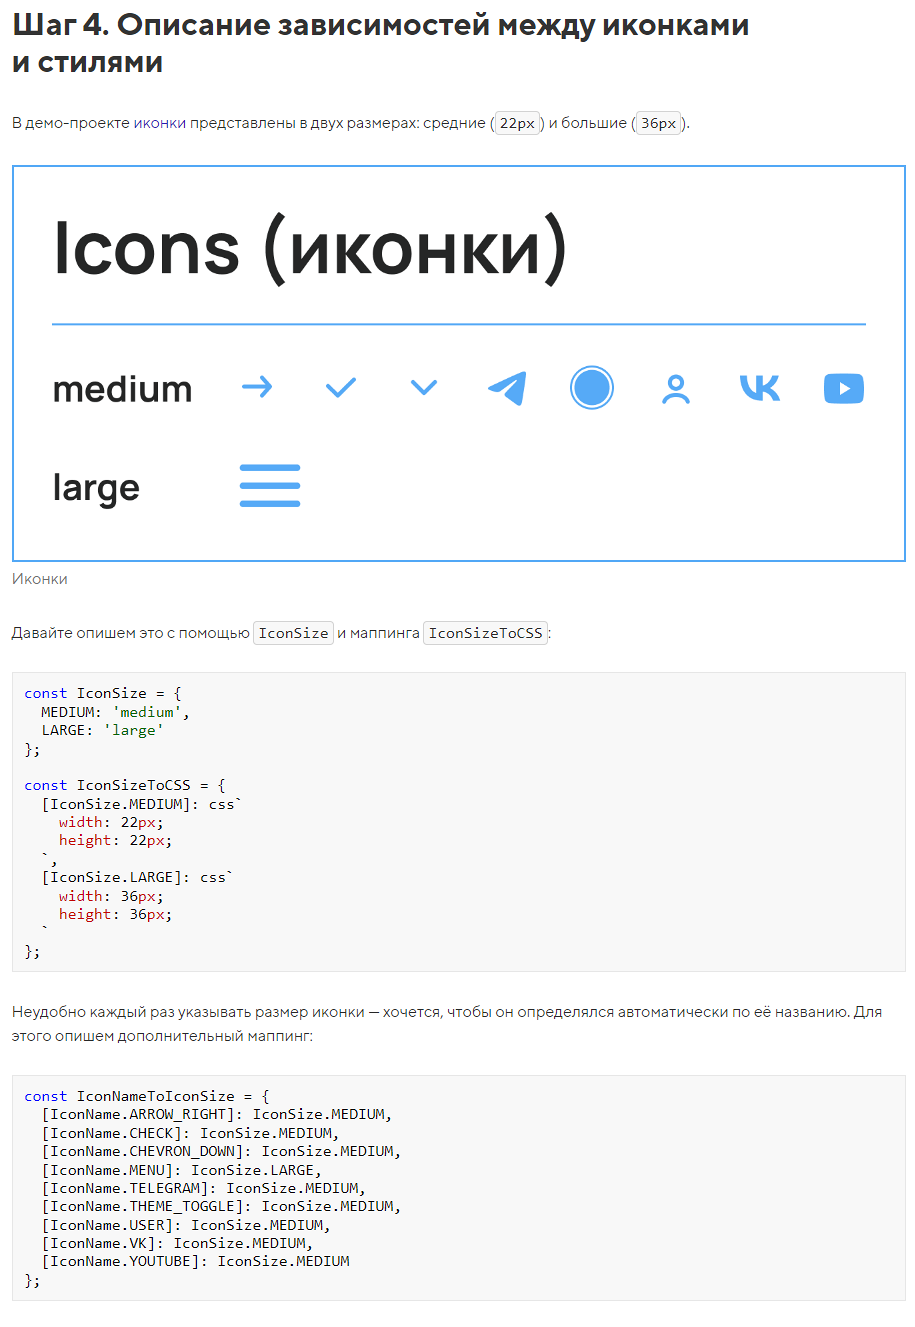 Шаг 4. Описание зависимостей между иконками
и стилями
В демо-проекте иконки представлены в двух размерах: средние ( 22px ) и большие ( 36px ).
Icons (иконки)
medium
large
Иконки
Давайте опишем это с помощью IconSize и маппинга IconSizeToCSS :
const IconSize = {
  MEDIUM: 'medium',
  LARGE: 'large'
};
const IconSizeToCSS = {
  [IconSize.MEDIUM]: css`
    width: 22px;
    height: 22px;
  `,
  [IconSize.LARGE]: css`
    width: 36px;
    height: 36px;
  `
};
Неудобно каждый раз указывать размер иконки — хочется, чтобы он определялся автоматически по её названию. Для
этого опишем дополнительный маппинг:
const IconNameToIconSize = {
  [IconName.ARROW_RIGHT]: IconSize.MEDIUM,
  [IconName.CHECK]: IconSize.MEDIUM,
  [IconName.CHEVRON_DOWN]: IconSize.MEDIUM,
  [IconName.MENU]: IconSize.LARGE,
  [IconName.TELEGRAM]: IconSize.MEDIUM,
  [IconName.THEME_TOGGLE]: IconSize.MEDIUM,
  [IconName.USER]: IconSize.MEDIUM,
  [IconName.VK]: IconSize.MEDIUM,
  [IconName.YOUTUBE]: IconSize.MEDIUM
};